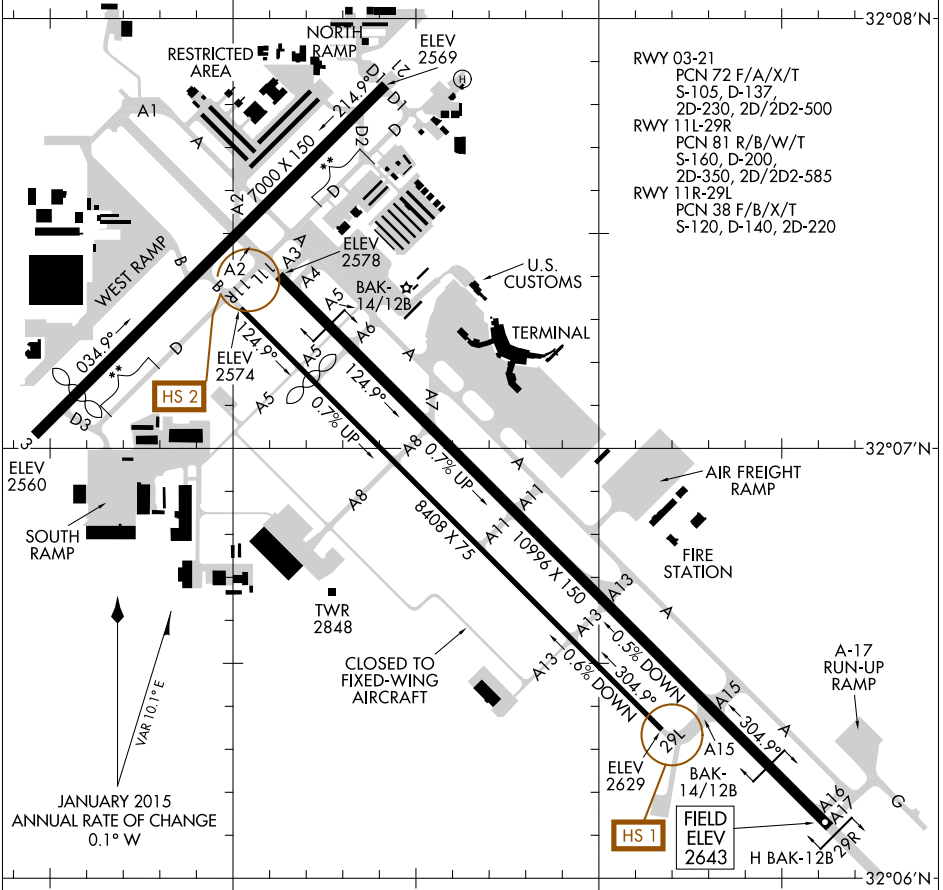 32°08'N
NORTH
RAMP
RESTRICTED
AREA
ELEV
2569
21
D
D1
D
H
RWY 03-21
PCN 72 F/A/X/T
S-105, D-137,
2D-230, 2D/2D2-500
RWY 11L-29R
PCN 81 R/B/W/T
S-160, D-200,
2D-350, 2D/2D2-585
RWY 11R-29L
PCN 38 F/B/X/T
S-120, D-140, 2D-220
A1
A
214.9°
D2
7000 X 150
**
D
A2
WEST RAMP
B
A2
11L
11R
B
A3
A
A4
ELEV
2578
BAK-
14/12B
U.S.
CUSTOMS
TERMINAL
A5
A6
A
034.9°
D
**
D3
3
ELEV
2560
HS 2
ELEV
2574
124.9°
A5
A5
0.7% UP
124.9°
A7
A8
0.7% UP
A
32°07'N
AIR FREIGHT
RAMP
A8
8408 X 75
A11
A11
10996 X 150
FIRE
STATION
SOUTH
RAMP
TWR
2848
A13
A13
A13
A
CLOSED TO
FIXED-WING
AIRCRAFT
0.6% DOWN
304.9°
0.5% DOWN
A-17
RUN-UP
RAMP
VAR 10.1° E
A15
304.9°
A
29L
A15
ELEV
2629
BAK-
14/12B
G
JANUARY 2015
ANNUAL RATE OF CHANGE
0.1° W
HS 1
FIELD
ELEV
2643
A16
A17
29R
H BAK-12B
32°06'N